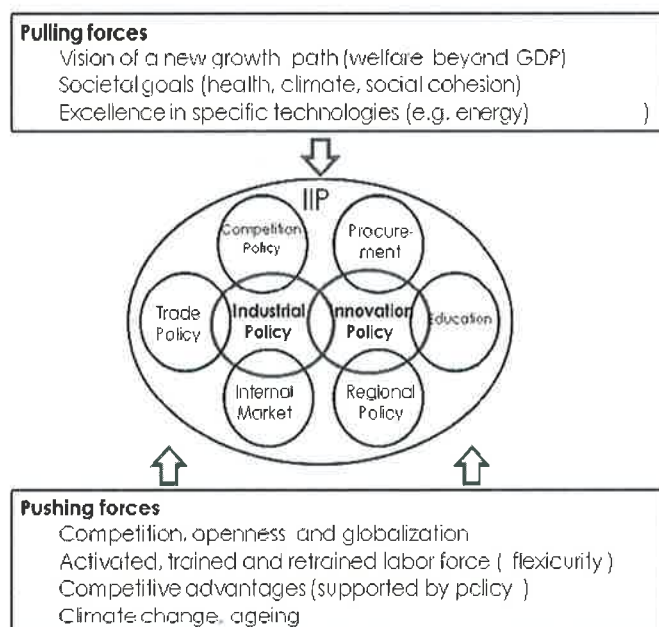 Pulling forces
Vision of a new growth path (welfare beyond GDP)
Societal goals (health, climate, social cohesion)
Excellence in specific technologies (e.g. energy) )
IIP
Competition
Policy
Procure-
ment
Trade
Policy
Industrial
Policy
Innovation
Policy
Education
Internal
Market
Regional
Policy
Pushing forces
Competition, openness and globalization
Activated, trained and retrained labor force ( flexicurity )
Competitive advantages (supported by policy )
Climate change, ageing